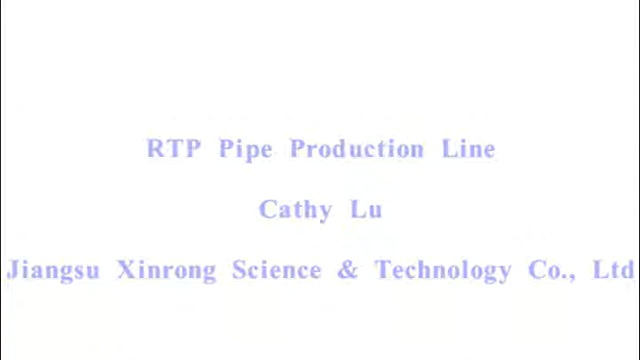 RTP Pipe Production Line
Cathy Lu
Jiangsu Xinrong Science & Technology Co., Ltd